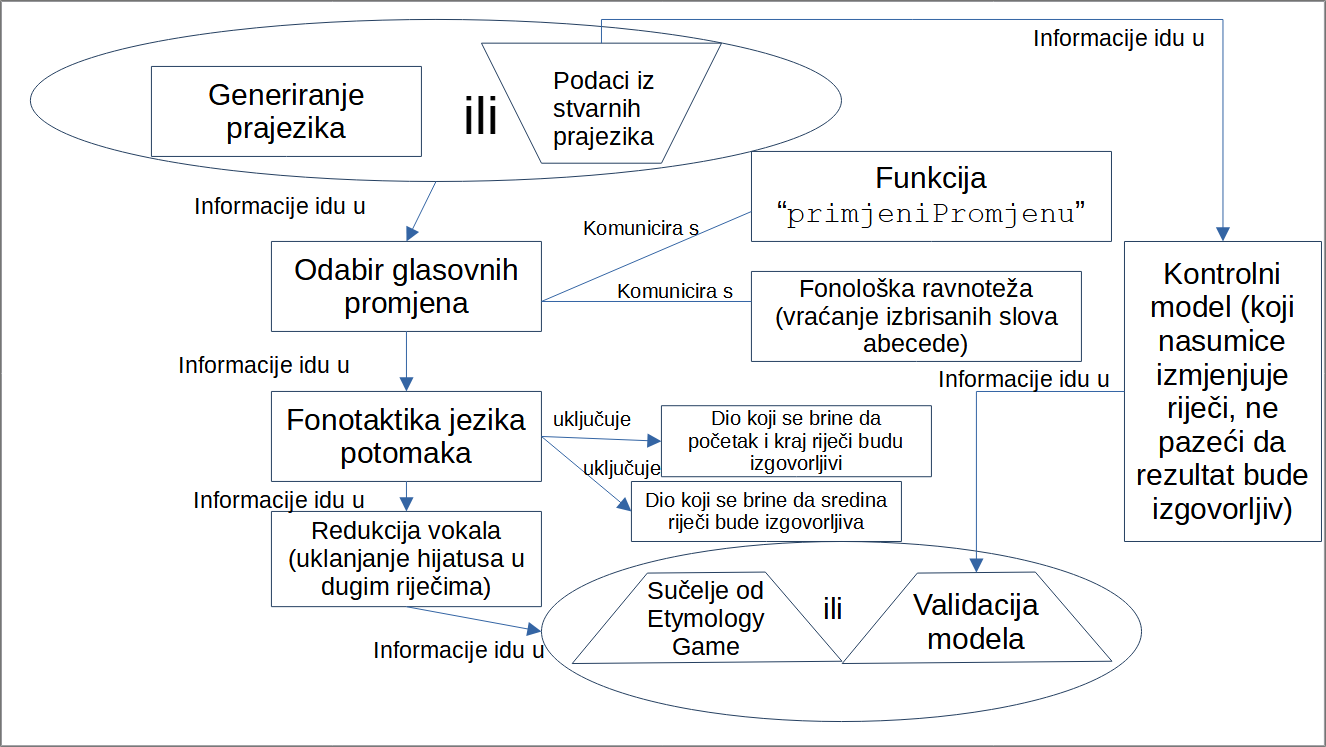 Informacije idu u
Generiranje
prajezika
ili
Podaci iz
stvarnih
prajezika
Informacije idu u
Funkcija
“primjeniPromjenu”
Komunicira s
Odabir glasovnih
promjena
Komunicira s
Fonološka ravnoteža
(vraćanje izbrisanih slova
abecede)
Kontrolni
model (koji
nasumice
izmjenjuje
riječi, ne
pazeći da
rezultat bude
izgovorljiv)
Informacije idu u
Informacije idu u
Fonotaktika jezika
potomaka
uključuje
Dio koji se brine da
početak i kraj riječi budu
izgovorljivi
uključuje
Dio koji se brine da sredina
riječi bude izgovorljiva
Informacije idu u
Redukcija vokala
(uklanjanje hijatusa u
dugim riječima)
Informacije idu u
Sučelje od
Etymology
Game
ili
Validacija
modela